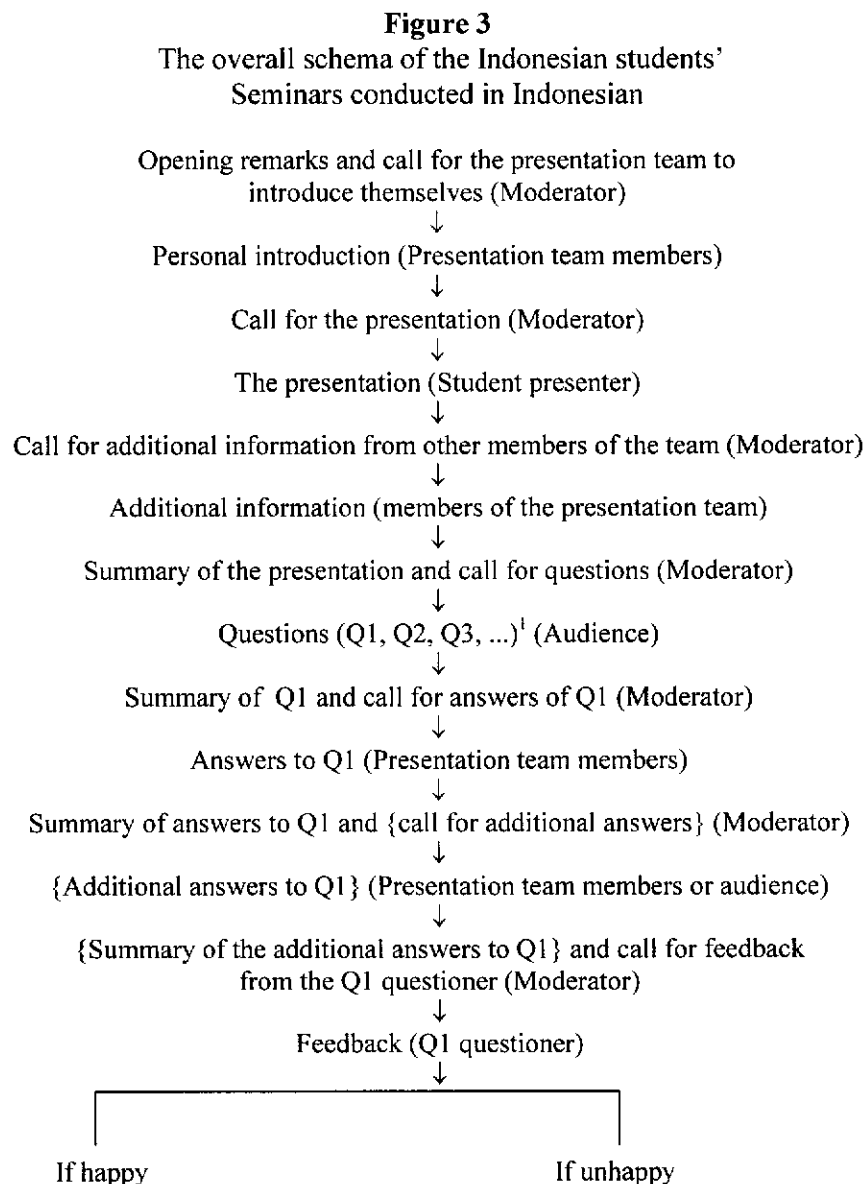 Figure 3
The overall schema of the Indonesian students’
Seminars conducted in Indonesian
Opening remarks and call for the presentation team to
introduce themselves (Moderator)
↓
Personal introduction (Presentation team members)
↓
Call for the presentation (Moderator)
↓
The presentation (Student presenter)
↓
Call for additional information from other members of the team (Moderator)
↓
Additional information (members of the presentation team)
↓
Summary of the presentation and call for questions (Moderator)
↓
Questions (Q1, Q2, Q3, ...)¹ (Audience)
↓
Summary of Q1 and call for answers of Q1 (Moderator)
↓
Answers to Q1 (Presentation team members)
↓
Summary of answers to Q1 and {call for additional answers} (Moderator)
↓
{Additional answers to Q1} (Presentation team members or audience)
↓
{Summary of the additional answers to Q1} and call for feedback
from the Q1 questioner (Moderator)
↓
Feedback (Q1 questioner)
↓
If happy If unhappy